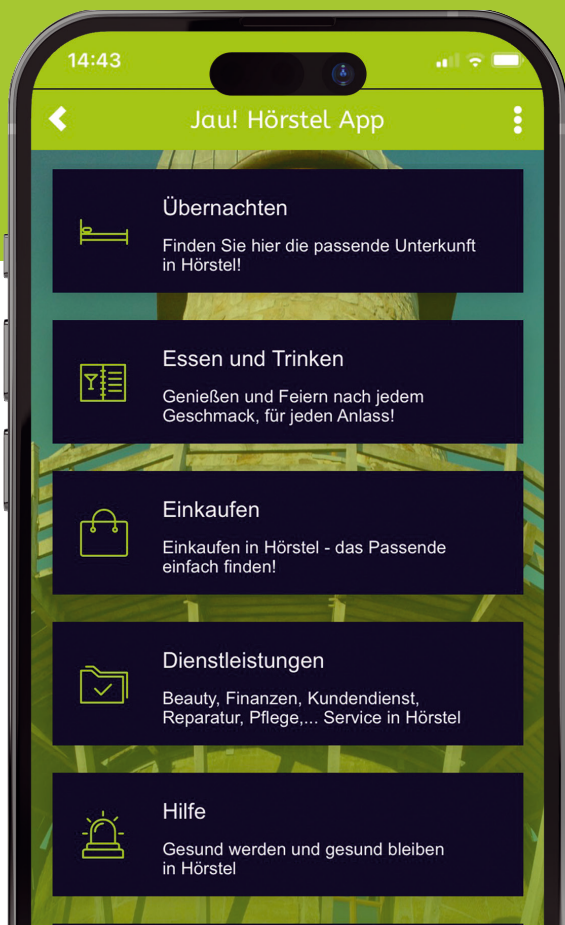 14:43
Jau! Hörstel App
Übernachten
Finden Sie hier die passende Unterkunft
in Hörstel!
Essen und Trinken
Genießen und Feiern nach jedem
Geschmack, für jeden Anlass!
Einkaufen
Einkaufen in Hörstel - das Passende
einfach finden!
Dienstleistungen
Beauty, Finanzen, Kundendienst,
Reparatur, Pflege,... Service in Hörstel
Hilfe
Gesund werden und gesund bleiben
in Hörstel